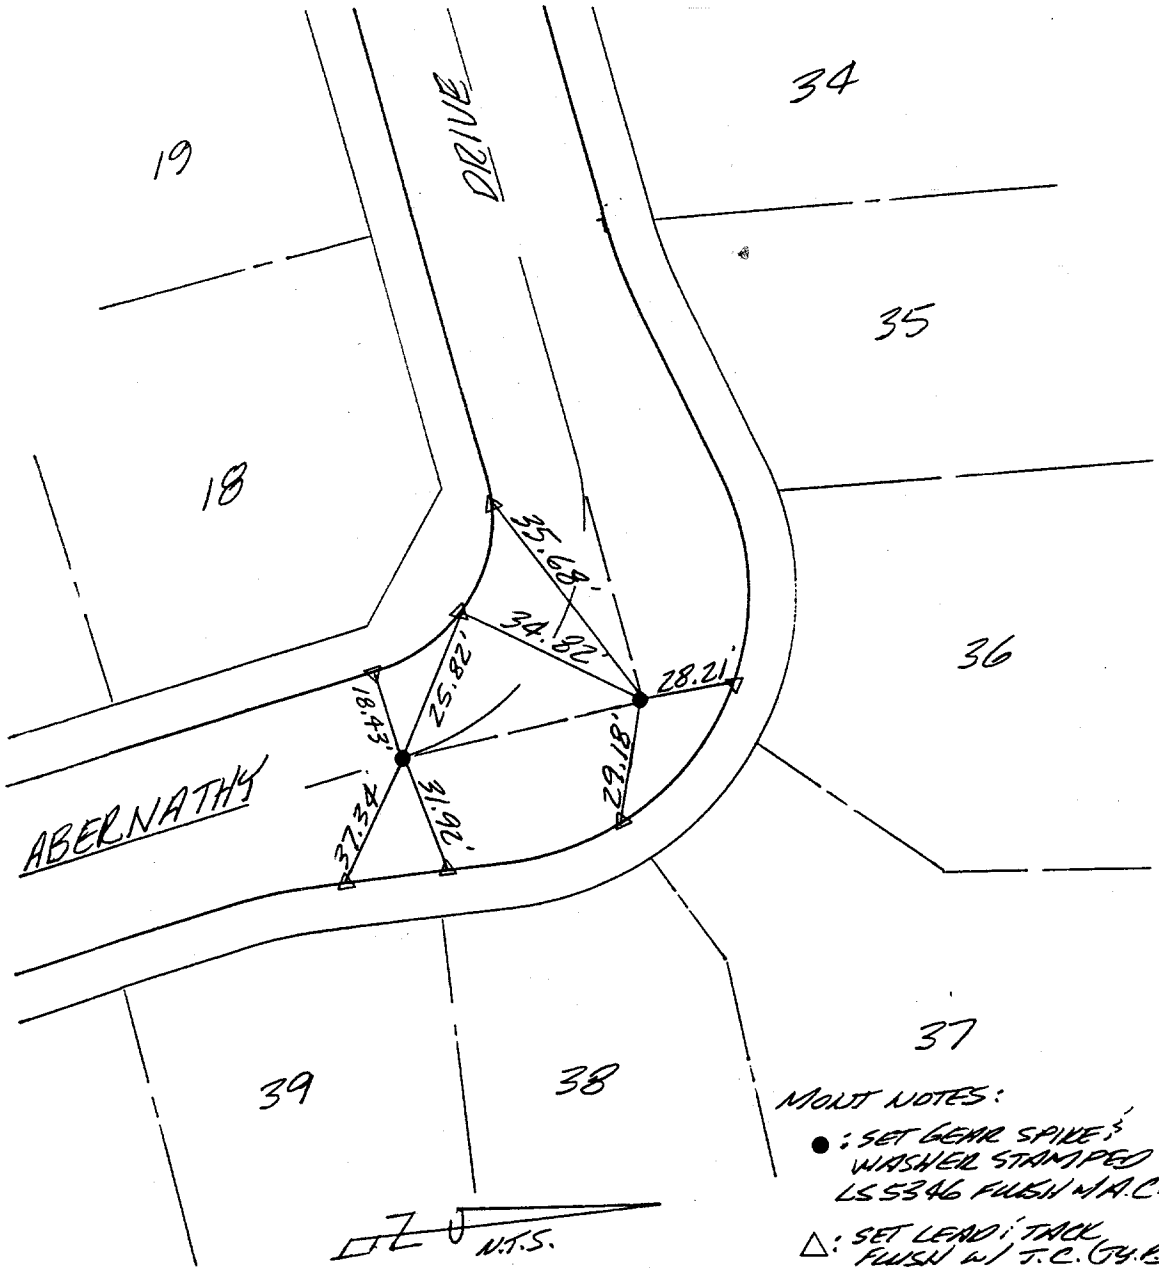 34
19
DRIVE
35
18
35.68'
34.82'
36
25.82'
28.21'
18.43'
29.18'
ABERNATHY
37.34'
31.92'
37
39
38
MONT NOTES:
● : SET GEAR SPIKE &
WASHER STAMPED
LS 5346 FLUSH W/A.C.
N.T.S.
△ : SET LEAD & TACK
FLUSH W/ T.C.